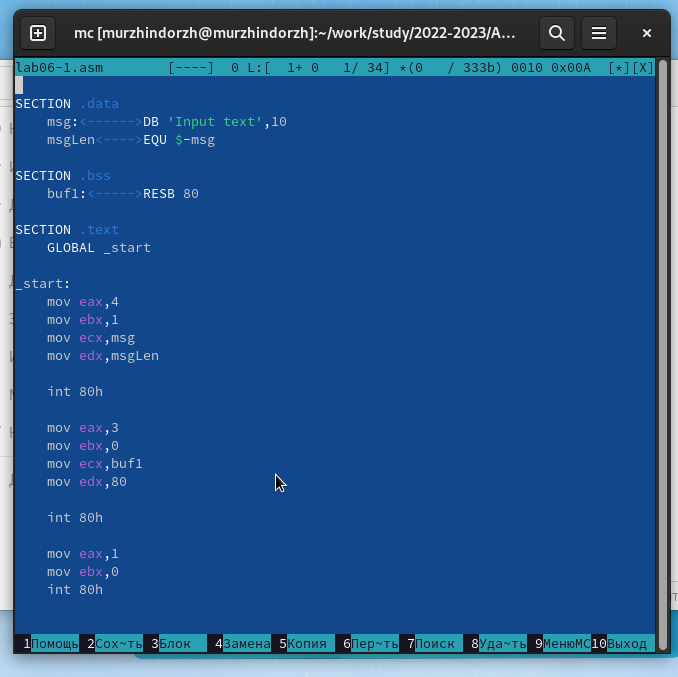 mc [murzhindorzh@murzhindorzh]:~/work/study/2022-2023/A...
lab06-1.asm [----] 0 L:[ 1+ 0 1/ 34] *(0 / 333b) 0010 0x00A [*][X]
SECTION .data
msg:<------>DB 'Input text',10
msgLen<---->EQU $-msg
SECTION .bss
buf1:<----->RESB 80
SECTION .text
GLOBAL _start
_start:
mov eax,4
mov ebx,1
mov ecx,msg
mov edx,msgLen
int 80h
mov eax,3
mov ebx,0
mov ecx,buf1
mov edx,80
int 80h
mov eax,1
mov ebx,0
int 80h
1Помощь 2Сох~ть 3Блок 4Замена 5Копия 6Пер~ть 7Поиск 8Уда~ть 9МенюMC 10Выход